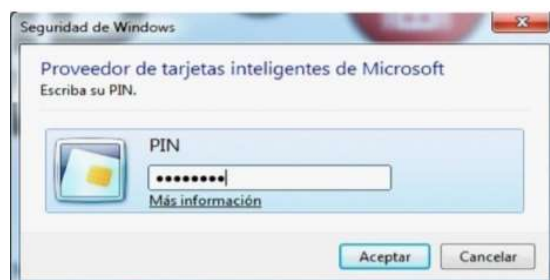 Seguridad de Windows
Proveedor de tarjetas inteligentes de Microsoft
Escriba su PIN.
PIN
••••••••
Más información
Aceptar
Cancelar